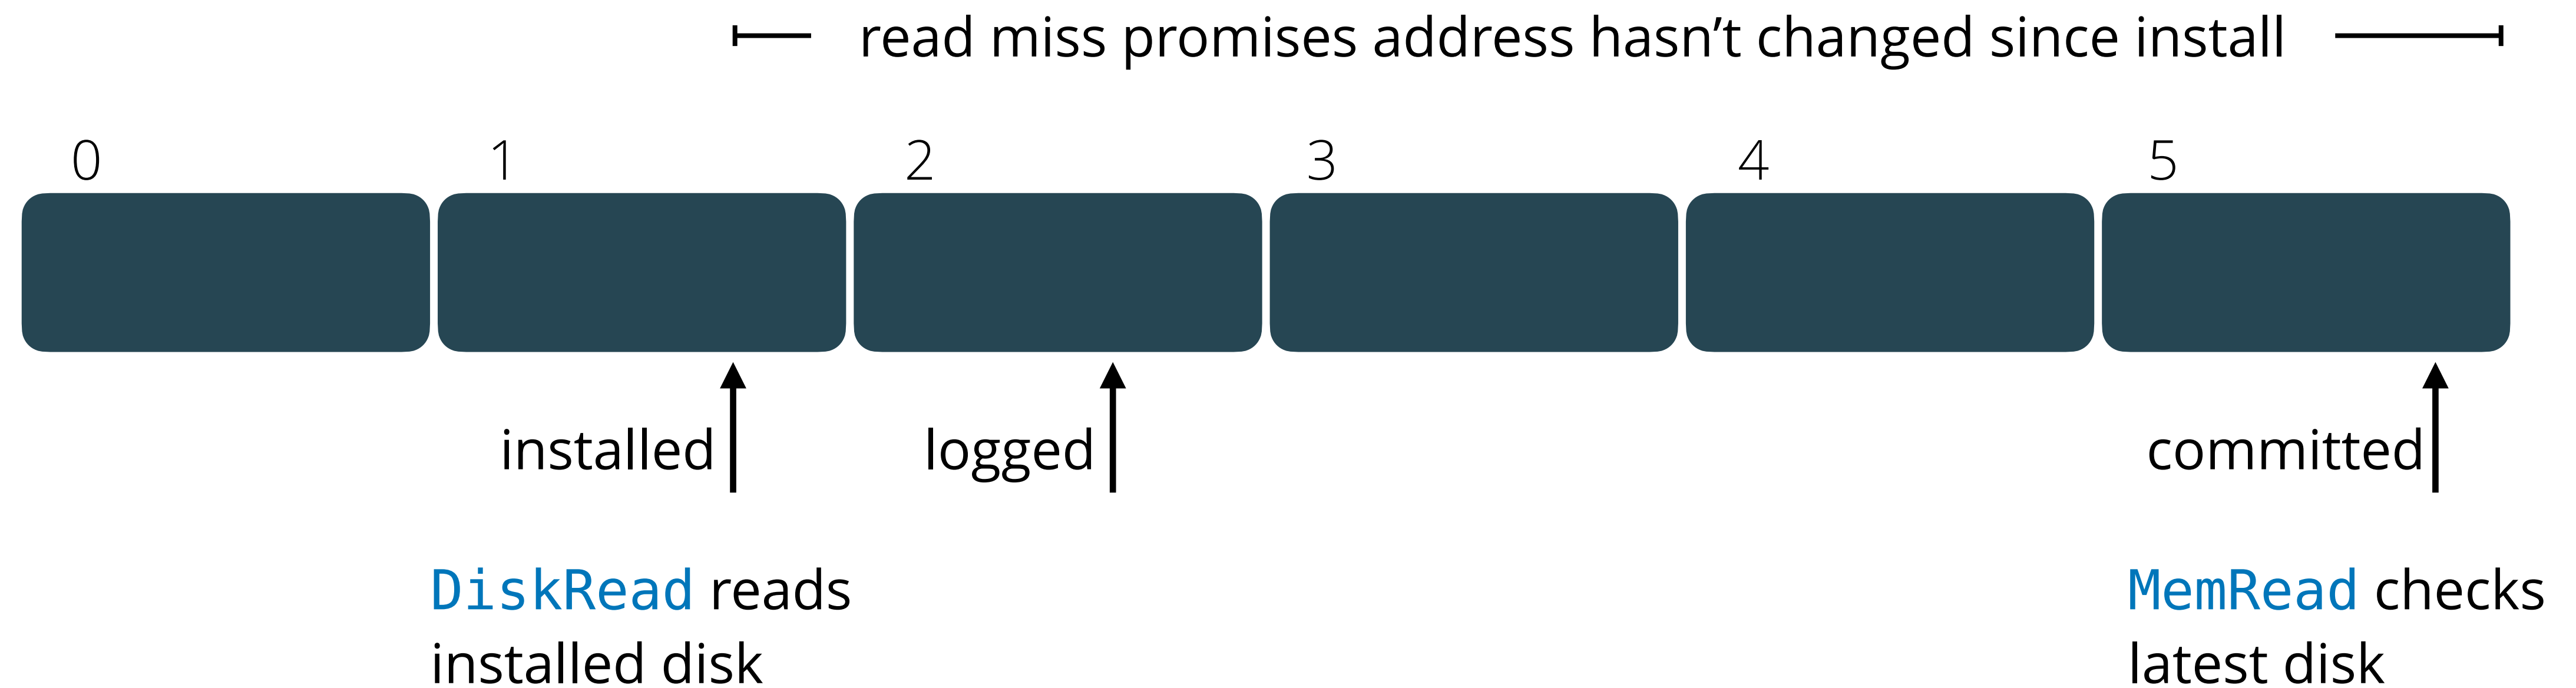 read miss promises address hasn’t changed since install
0 1 2 3 4 5
installed logged committed
DiskRead reads MemRead checks
installed disk latest disk